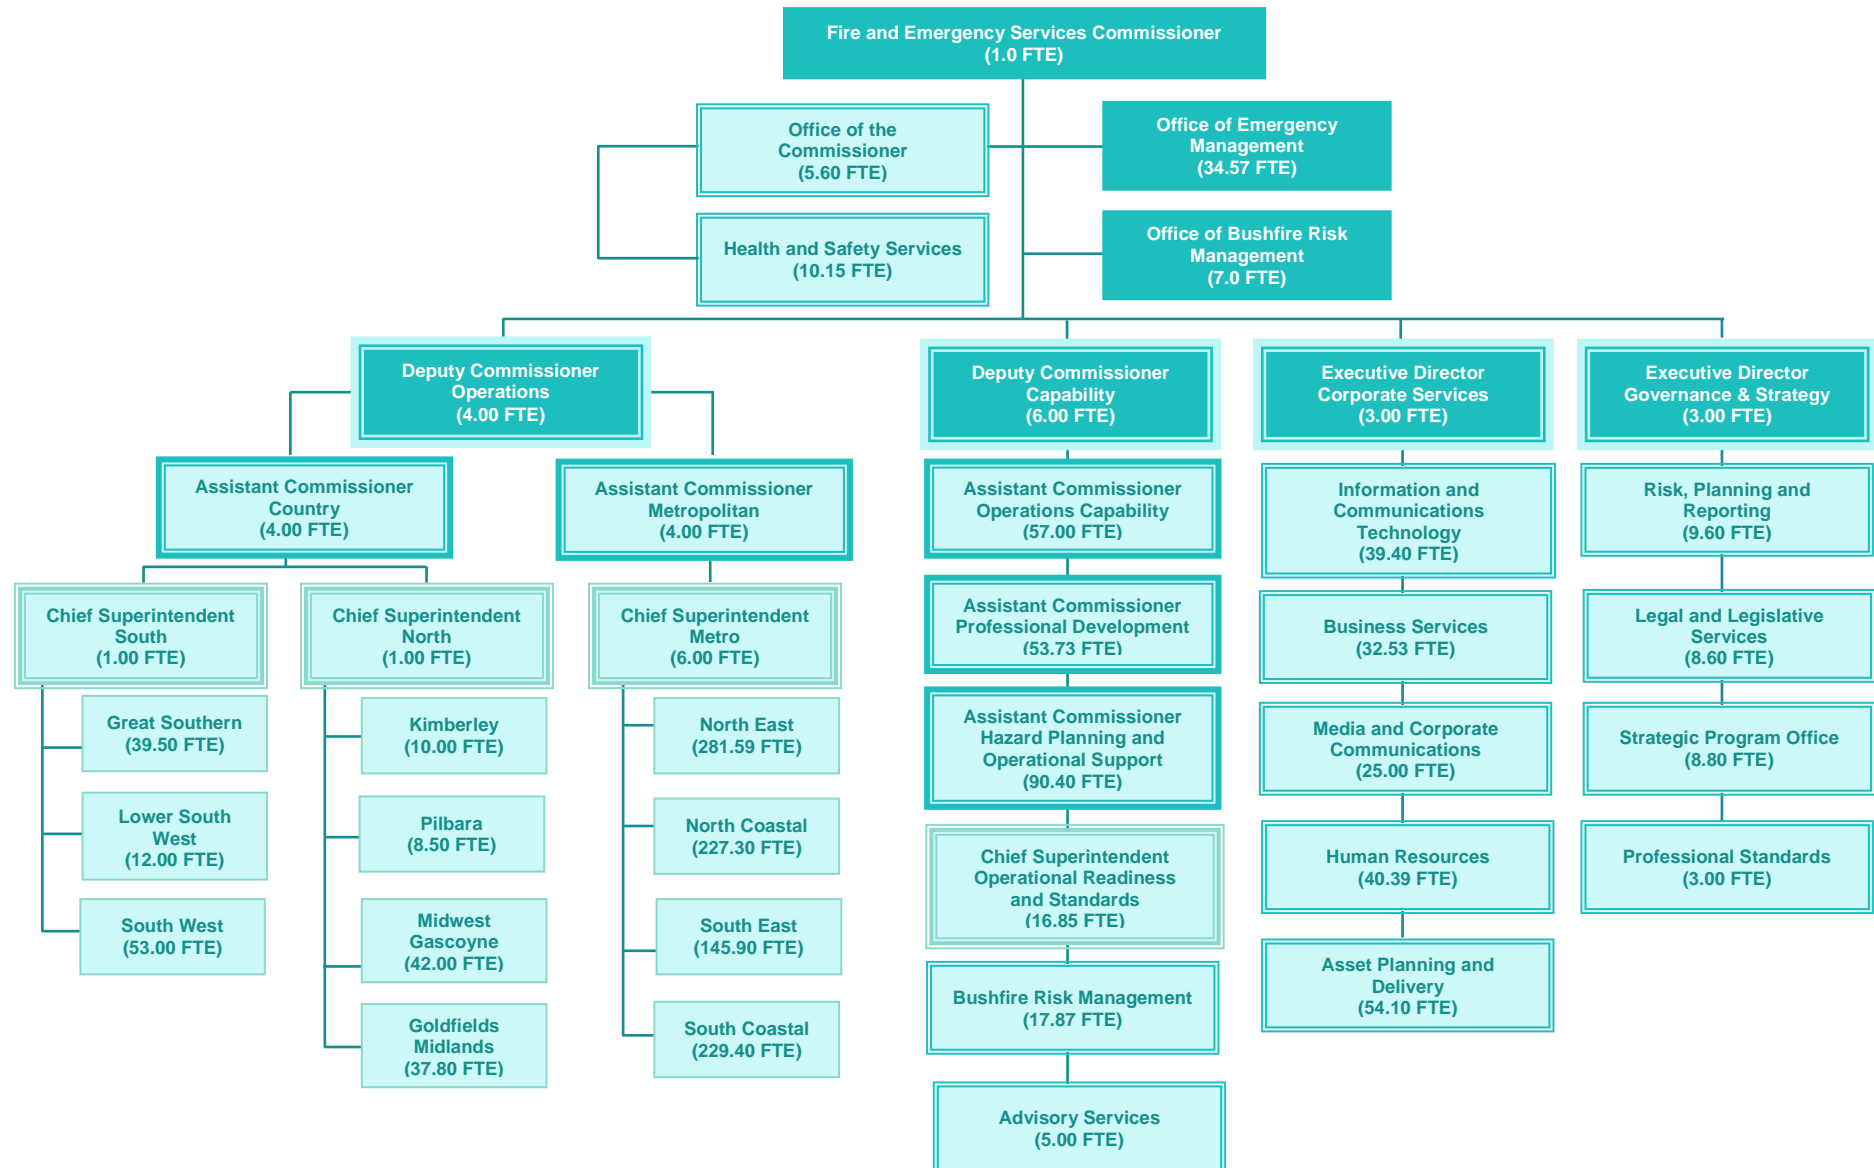 Fire and Emergency Services Commissioner
(1.0 FTE)
Office of the
Commissioner
(5.60 FTE)
Office of Emergency
Management
(34.57 FTE)
Health and Safety Services
(10.15 FTE)
Office of Bushfire Risk
Management
(7.0 FTE)
Deputy Commissioner
Operations
(4.00 FTE)
Deputy Commissioner
Capability
(6.00 FTE)
Executive Director
Corporate Services
(3.00 FTE)
Executive Director
Governance & Strategy
(3.00 FTE)
Assistant Commissioner
Country
(4.00 FTE)
Assistant Commissioner
Metropolitan
(4.00 FTE)
Chief Superintendent
South
(1.00 FTE)
Great Southern
(39.50 FTE)
Lower South
West
(12.00 FTE)
South West
(53.00 FTE)
Chief Superintendent
North
(1.00 FTE)
Kimberley
(10.00 FTE)
Pilbara
(8.50 FTE)
Midwest
Gascoyne
(42.00 FTE)
Goldfields
Midlands
(37.80 FTE)
Chief Superintendent
Metro
(6.00 FTE)
North East
(281.59 FTE)
North Coastal
(227.30 FTE)
South East
(145.90 FTE)
South Coastal
(229.40 FTE)
Assistant Commissioner
Operations Capability
(57.00 FTE)
Assistant Commissioner
Professional Development
(53.73 FTE)
Assistant Commissioner
Hazard Planning and
Operational Support
(90.40 FTE)
Chief Superintendent
Operational Readiness
and Standards
(16.85 FTE)
Bushfire Risk Management
(17.87 FTE)
Advisory Services
(5.00 FTE)
Information and
Communications
Technology
(39.40 FTE)
Business Services
(32.53 FTE)
Media and Corporate
Communications
(25.00 FTE)
Human Resources
(40.39 FTE)
Asset Planning and
Delivery
(54.10 FTE)
Risk, Planning and
Reporting
(9.60 FTE)
Legal and Legislative
Services
(8.60 FTE)
Strategic Program Office
(8.80 FTE)
Professional Standards
(3.00 FTE)